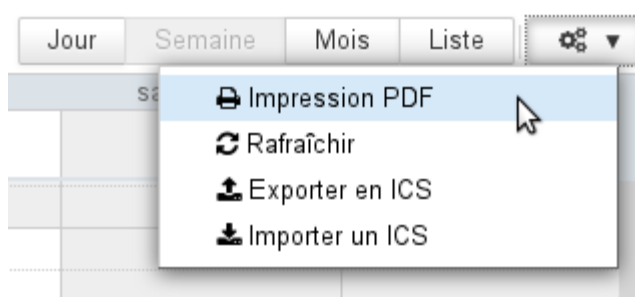 Jour Semaine Mois Liste
Impression PDF
Rafraîchir
Exporter en ICS
Importer un ICS